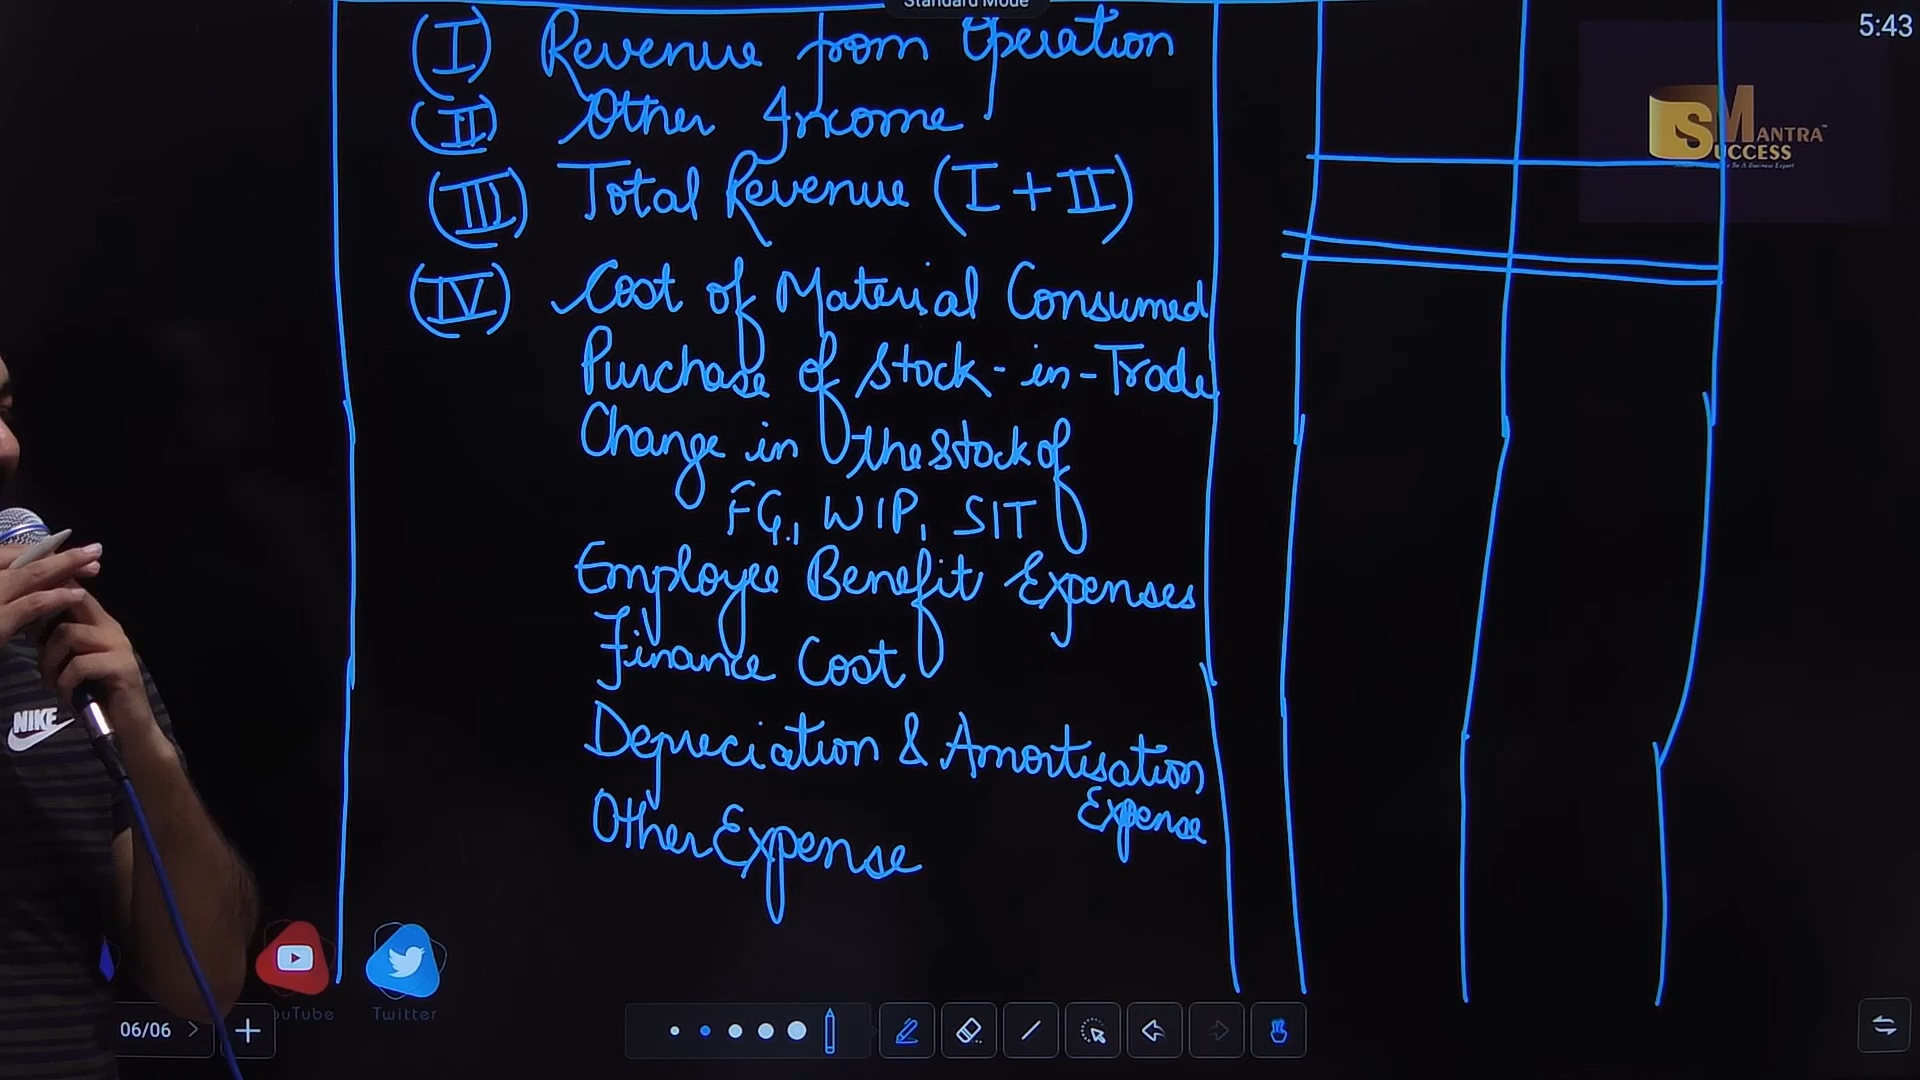 Standard Mode
5:43
(I) Revenue from Operation
(II) Other Income
SM MANTRA
SUCCESS
(III) Total Revenue (I + II)
(IV) Cost of Material Consumed
Purchase of Stock-in-Trade
Change in the stock of
FG, WIP, SIT
Employee Benefit Expenses
Finance Cost
NIKE
Depreciation & Amortisation
Expense
Other Expense
YouTube
Twitter
06/06